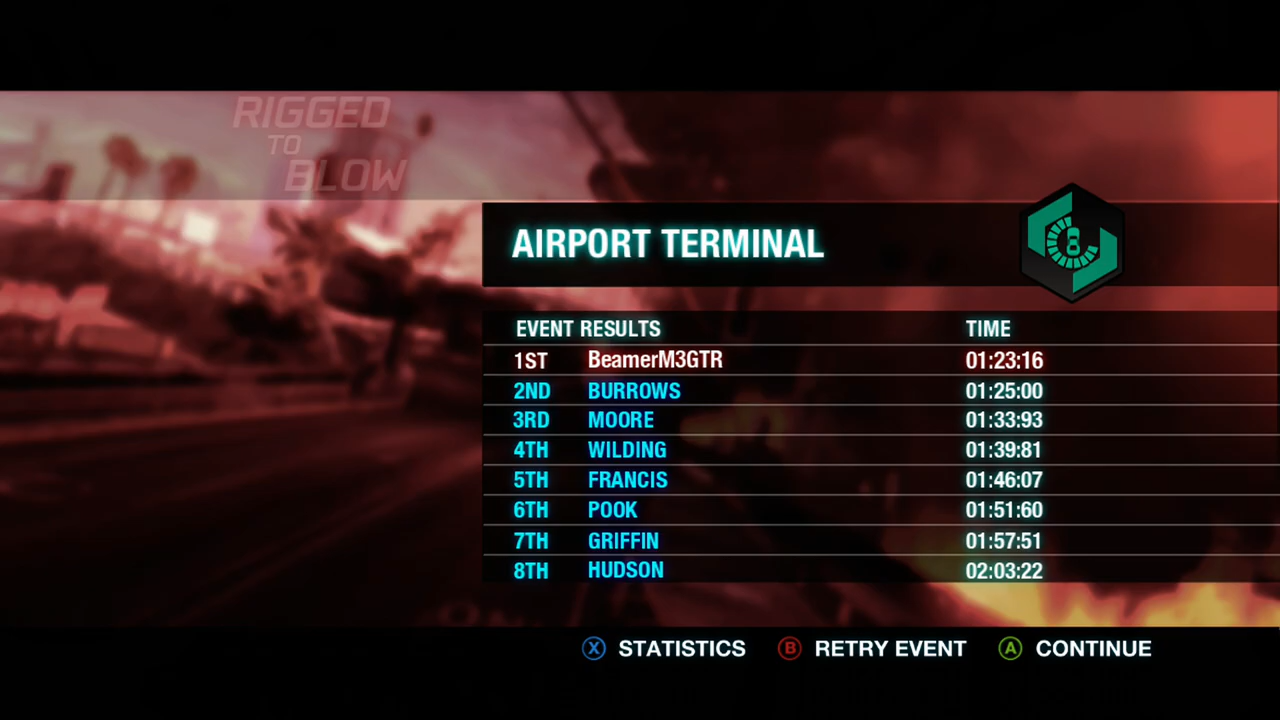 RIGGED
TO
BLOW
AIRPORT TERMINAL
8
EVENT RESULTS TIME
1ST BeamerM3GTR 01:23:16
2ND BURROWS 01:25:00
3RD MOORE 01:33:93
4TH WILDING 01:39:81
5TH FRANCIS 01:46:07
6TH POOK 01:51:60
7TH GRIFFIN 01:57:51
8TH HUDSON 02:03:22
X STATISTICS B RETRY EVENT A CONTINUE